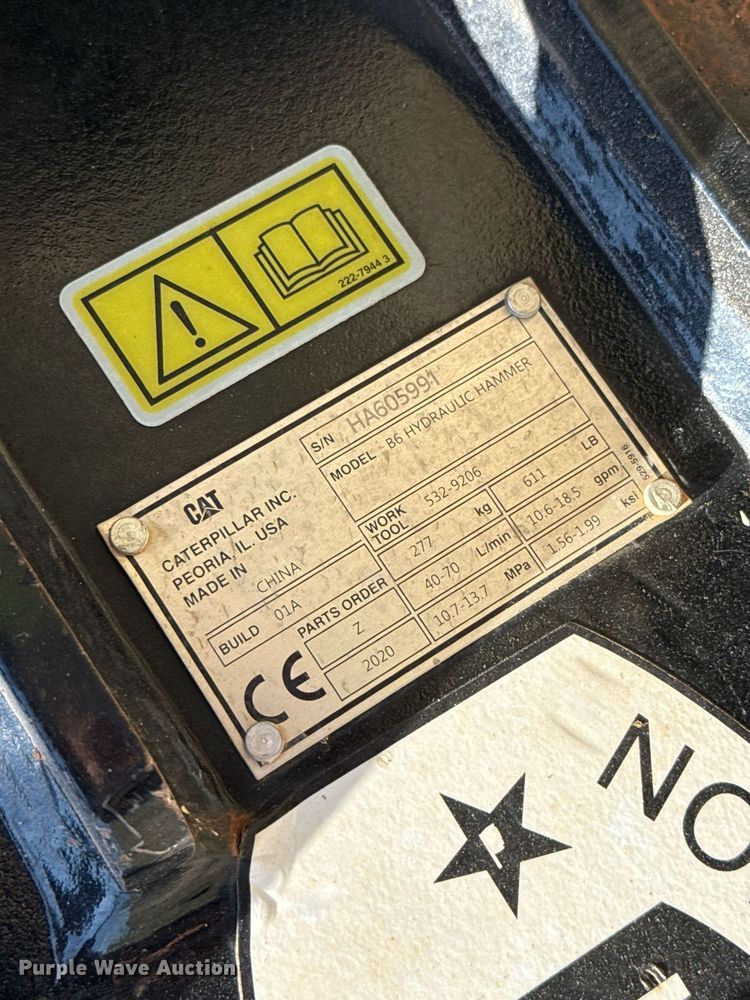 222-7944 3
S/N HA605991
MODEL B6 HYDRAULIC HAMMER
CAT
CATERPILLAR INC.
PEORIA, IL. USA
MADE IN CHINA
BUILD 01A
WORK TOOL 532-9206
277 kg 611 LB
PARTS ORDER 40-70 L/min 10.6-18.5 gpm
Z 10.7-13.7 MPa 1.56-1.99 ksi
2020
CE
529-5916
NO
Purple Wave Auction